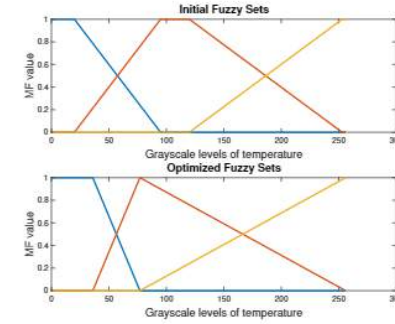 Initial Fuzzy Sets
1
0.8
0.6
0.4
0.2
0
MF value
0 50 100 150 200 250 300
Grayscale levels of temperature
Optimized Fuzzy Sets
1
0.8
0.6
0.4
0.2
0
MF value
0 50 100 150 200 250 300
Grayscale levels of temperature